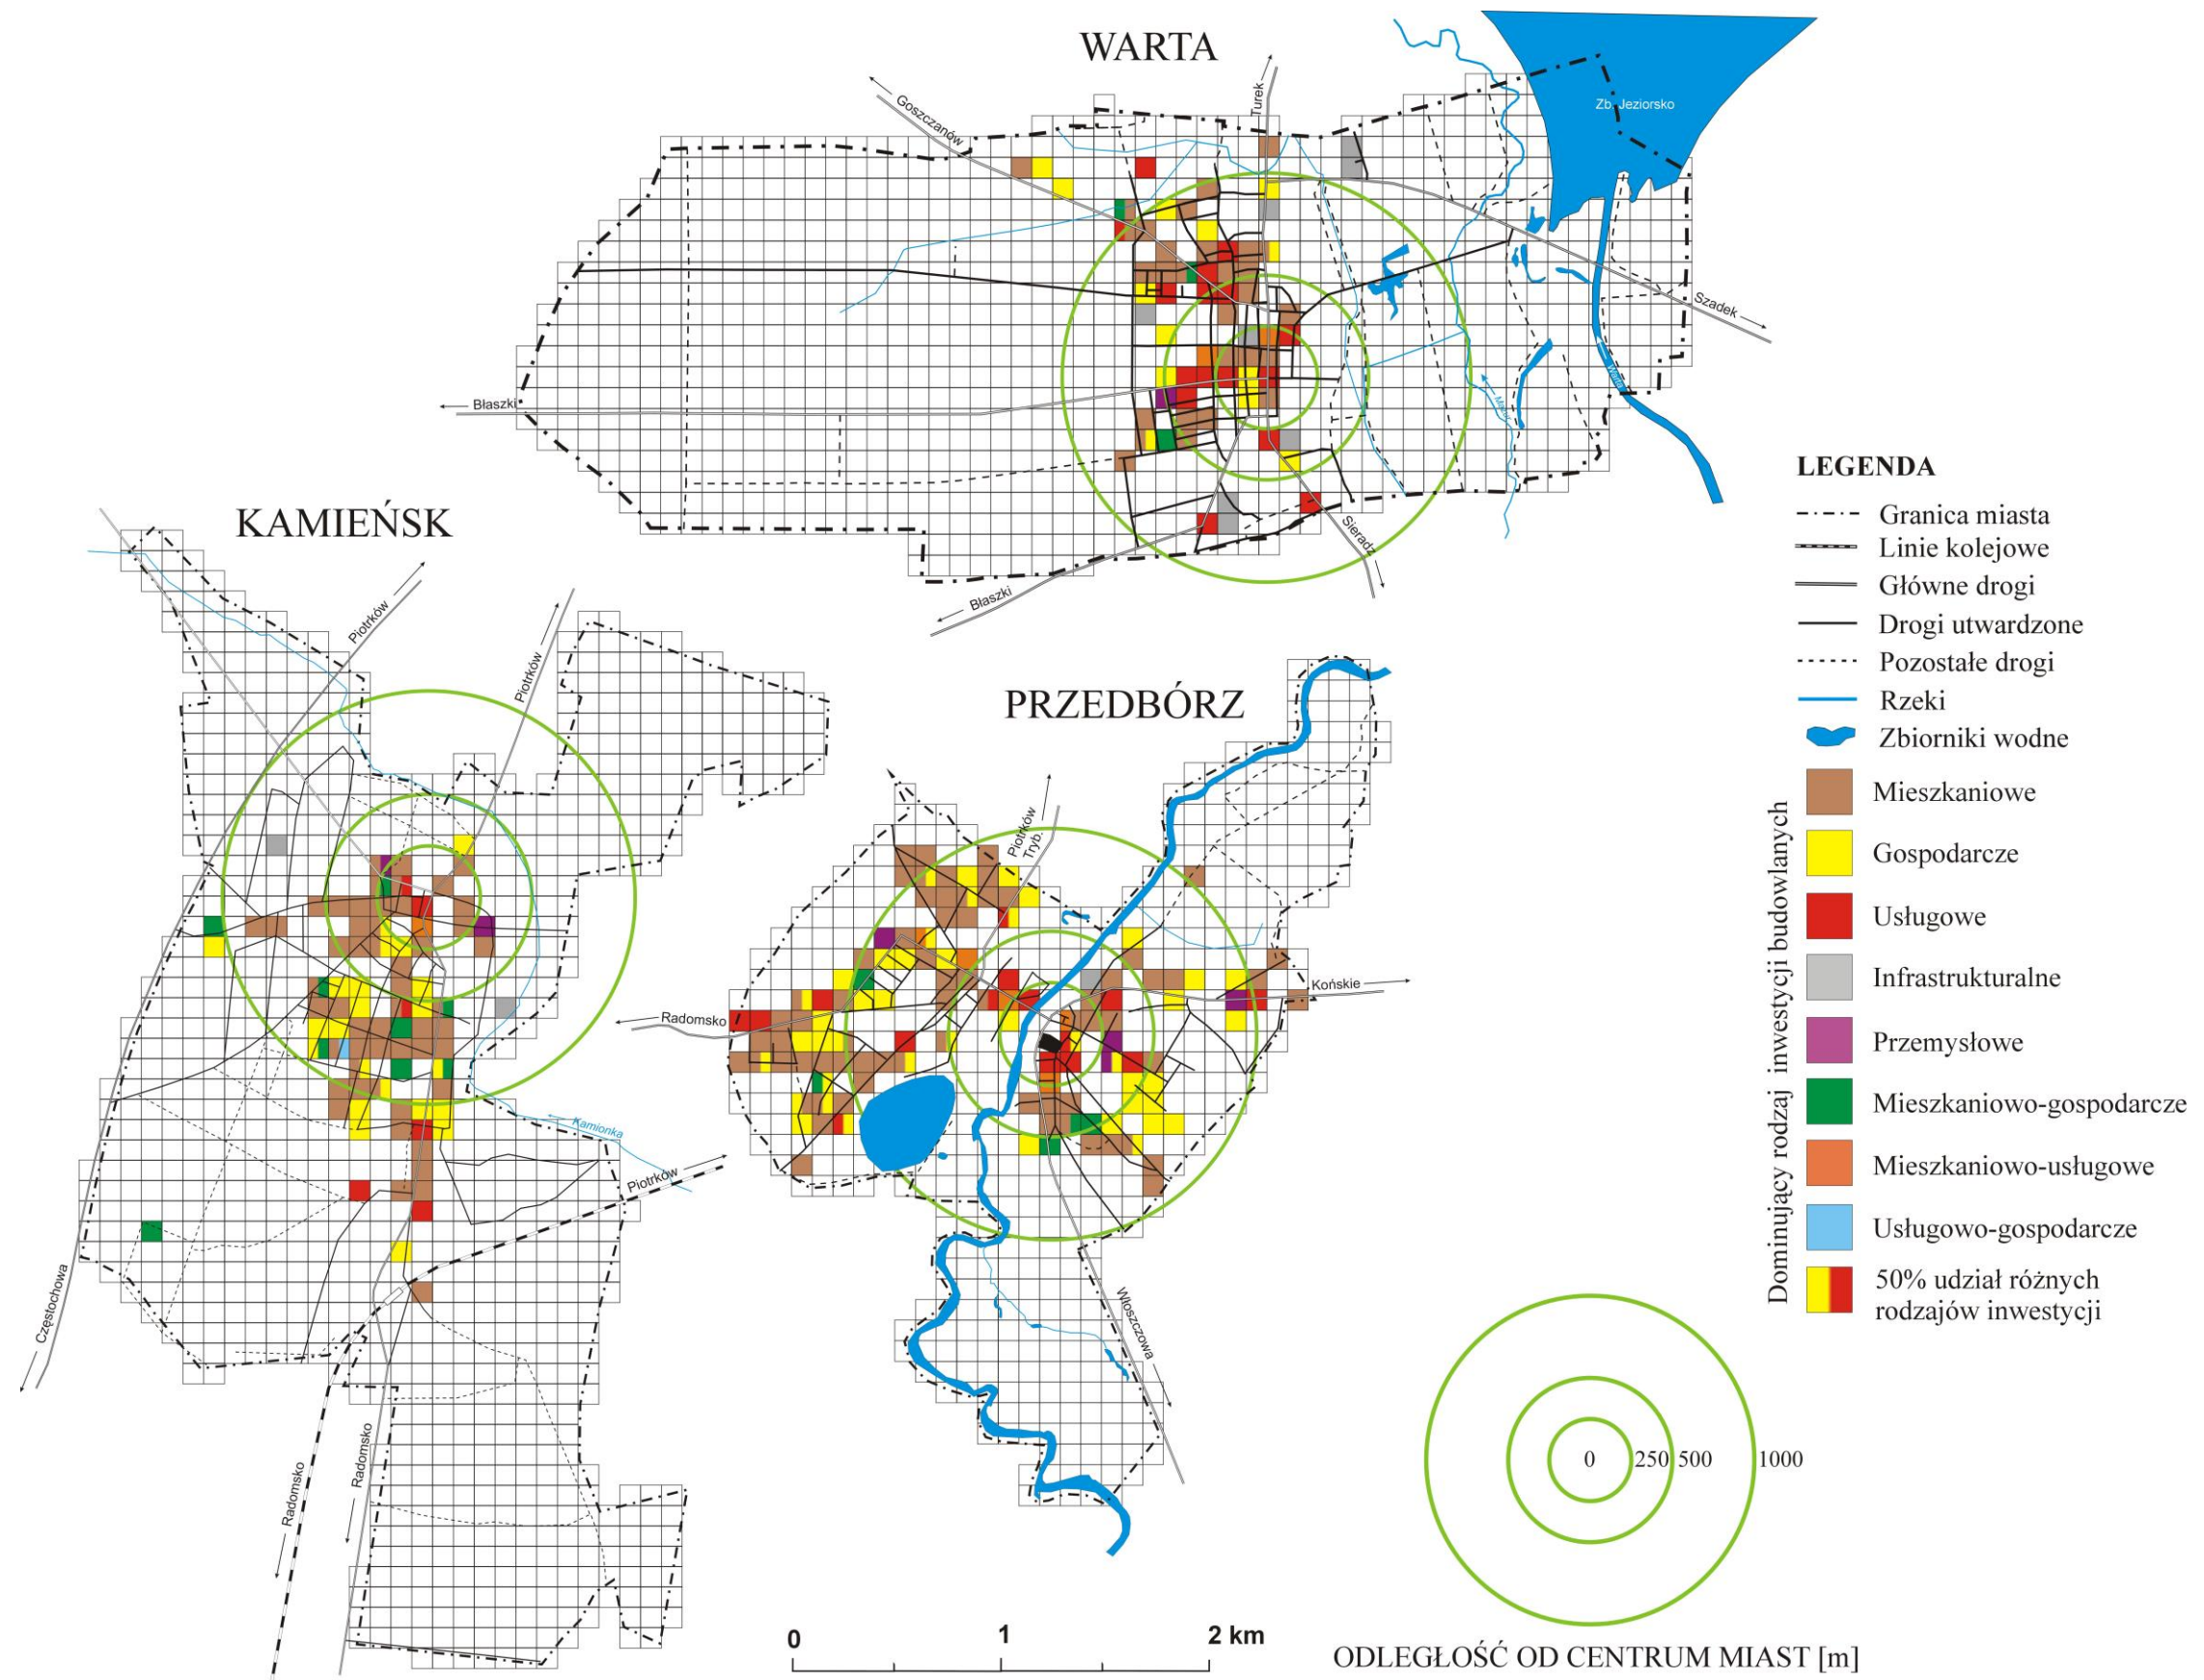 WARTA
Goszczanów
Turek
Zb. Jeziorsko
Szadek
Błaszki
Warta
Sieradz
Błaszki
KAMIEŃSK
Piotrków
Piotrków
Kamionka
Piotrków
Częstochowa
Radomsko
Radomsko
PRZEDBÓRZ
Piotrków
Tryb.
Końskie
Radomsko
Włoszczowa
LEGENDA
Granica miasta
Linie kolejowe
Główne drogi
Drogi utwardzone
Pozostałe drogi
Rzeki
Zbiorniki wodne
Dominujący rodzaj inwestycji budowlanych
Mieszkaniowe
Gospodarcze
Usługowe
Infrastrukturalne
Przemysłowe
Mieszkaniowo-gospodarcze
Mieszkaniowo-usługowe
Usługowo-gospodarcze
50% udział różnych
rodzajów inwestycji
0 250 500 1000
ODLEGŁOŚĆ OD CENTRUM MIAST [m]
0 1 2 km